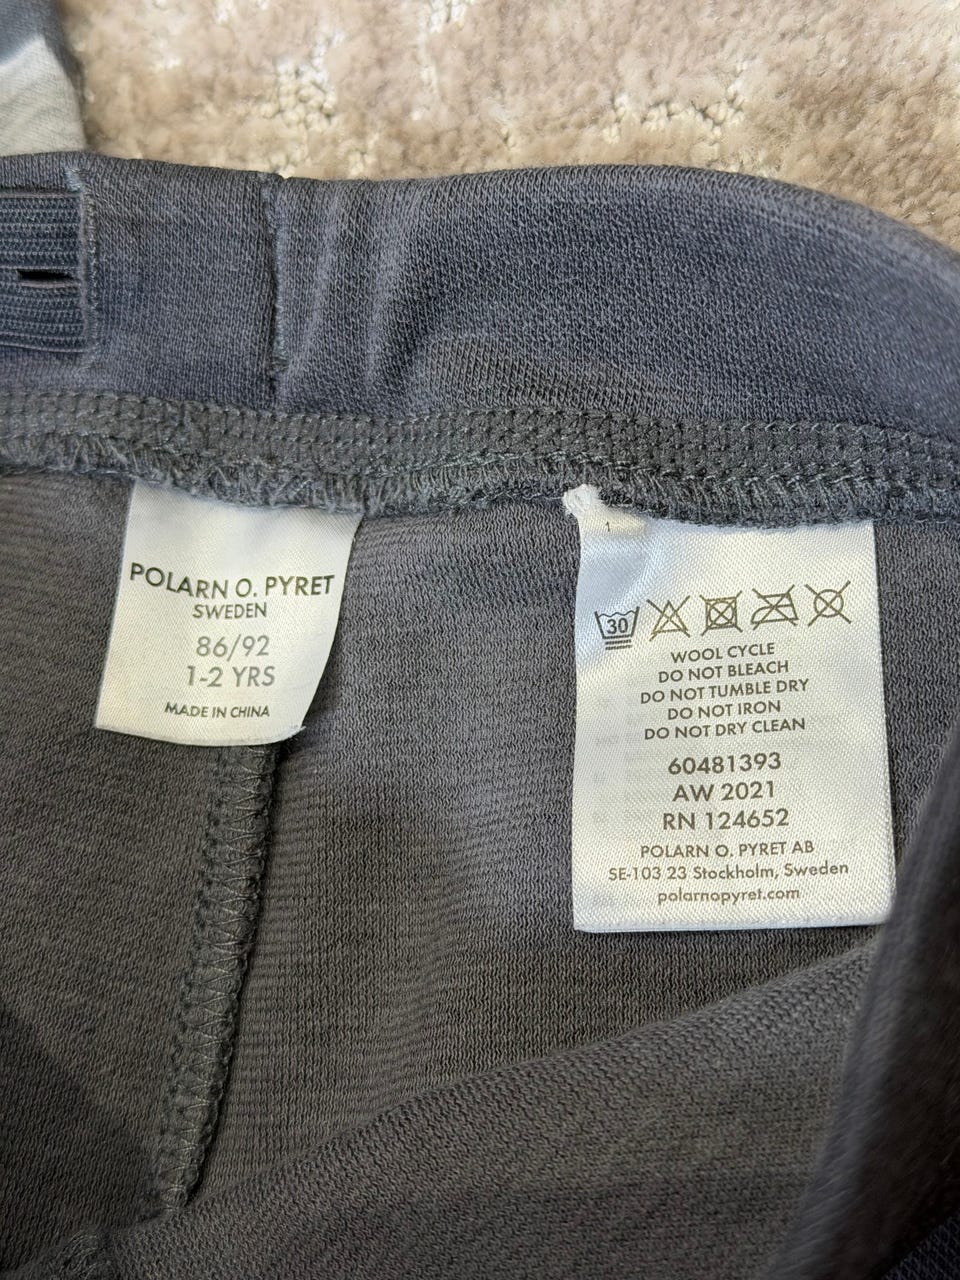 POLARN O. PYRET
SWEDEN
86/92
1-2 YRS
MADE IN CHINA
1
30
WOOL CYCLE
DO NOT BLEACH
DO NOT TUMBLE DRY
DO NOT IRON
DO NOT DRY CLEAN
60481393
AW 2021
RN 124652
POLARN O. PYRET AB
SE-103 23 Stockholm, Sweden
polarnopyret.com